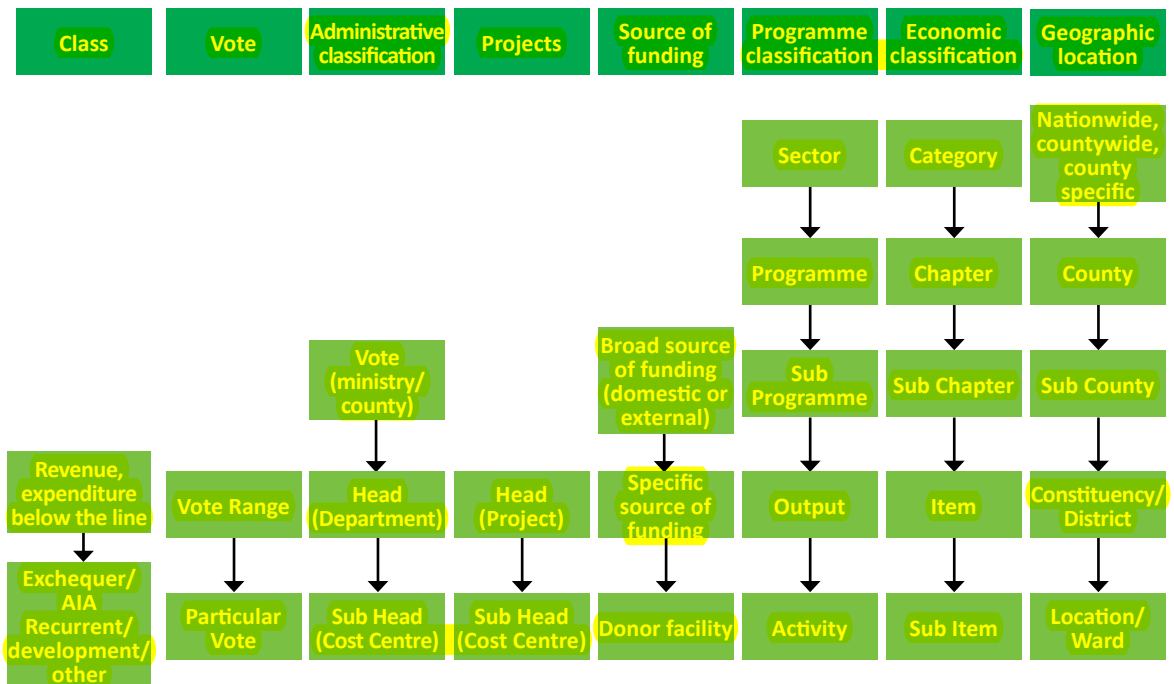 Class
Vote
Administrative
classification
Projects
Source of
funding
Programme
classification
Economic
classification
Geographic
location
Sector
Category
Nationwide,
countywide,
county
specific
Programme
Chapter
County
Vote
(ministry/
county)
Broad source
of funding
(domestic or
external)
Sub
Programme
Sub Chapter
Sub County
Revenue,
expenditure
below the line
Vote Range
Head
(Department)
Head
(Project)
Specific
source of
funding
Output
Item
Constituency/
District
Exchequer/
AIA
Recurrent/
development/
other
Particular
Vote
Sub Head
(Cost Centre)
Sub Head
(Cost Centre)
Donor facility
Activity
Sub Item
Location/
Ward